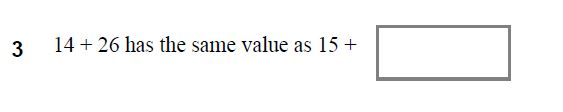 3 14 + 26 has the same value as 15 +